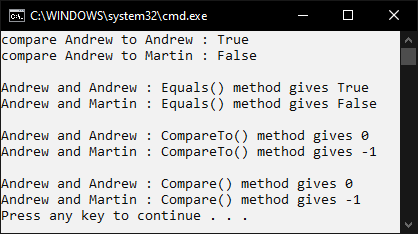 C:\WINDOWS\system32\cmd.exe
compare Andrew to Andrew : True
compare Andrew to Martin : False
Andrew and Andrew : Equals() method gives True
Andrew and Martin : Equals() method gives False
Andrew and Andrew : CompareTo() method gives 0
Andrew and Martin : CompareTo() method gives -1
Andrew and Andrew : Compare() method gives 0
Andrew and Martin : Compare() method gives -1
Press any key to continue . . .